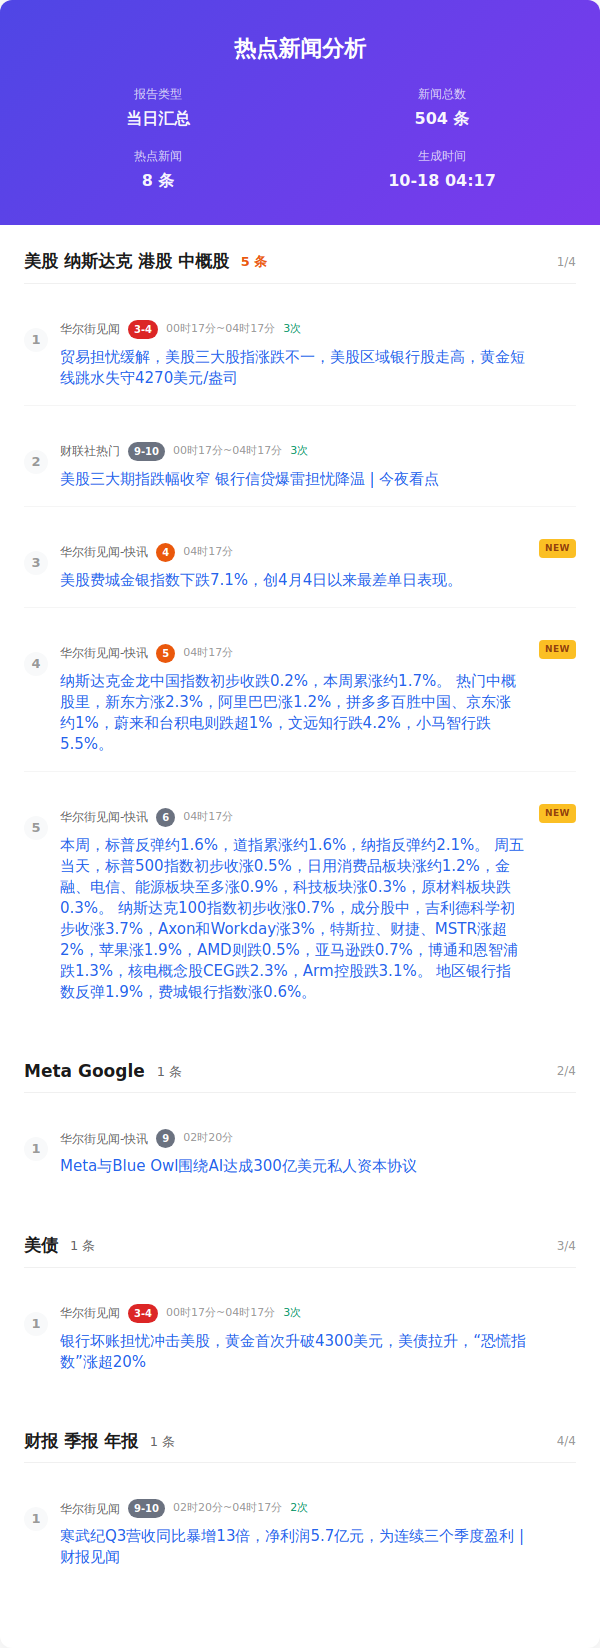 热点新闻分析
报告类型
当日汇总
新闻总数
504 条
热点新闻
8 条
生成时间
10-18 04:17
美股 纳斯达克 港股 中概股 5 条 1/4
1
华尔街见闻 3-4 00时17分~04时17分 3次
贸易担忧缓解，美股三大股指涨跌不一，美股区域银行股走高，黄金短
线跳水失守4270美元/盎司
2
财联社热门 9-10 00时17分~04时17分 3次
美股三大期指跌幅收窄 银行信贷爆雷担忧降温 | 今夜看点
3
华尔街见闻-快讯 4 04时17分 NEW
美股费城金银指数下跌7.1%，创4月4日以来最差单日表现。
4
华尔街见闻-快讯 5 04时17分 NEW
纳斯达克金龙中国指数初步收跌0.2%，本周累涨约1.7%。 热门中概
股里，新东方涨2.3%，阿里巴巴涨1.2%，拼多多百胜中国、京东涨
约1%，蔚来和台积电则跌超1%，文远知行跌4.2%，小马智行跌
5.5%。
5
华尔街见闻-快讯 6 04时17分 NEW
本周，标普反弹约1.6%，道指累涨约1.6%，纳指反弹约2.1%。 周五
当天，标普500指数初步收涨0.5%，日用消费品板块涨约1.2%，金
融、电信、能源板块至多涨0.9%，科技板块涨0.3%，原材料板块跌
0.3%。 纳斯达克100指数初步收涨0.7%，成分股中，吉利德科学初
步收涨3.7%，Axon和Workday涨3%，特斯拉、财捷、MSTR涨超
2%，苹果涨1.9%，AMD则跌0.5%，亚马逊跌0.7%，博通和恩智浦
跌1.3%，核电概念股CEG跌2.3%，Arm控股跌3.1%。 地区银行指
数反弹1.9%，费城银行指数涨0.6%。
Meta Google 1 条 2/4
1
华尔街见闻-快讯 9 02时20分
Meta与Blue Owl围绕AI达成300亿美元私人资本协议
美债 1 条 3/4
1
华尔街见闻 3-4 00时17分~04时17分 3次
银行坏账担忧冲击美股，黄金首次升破4300美元，美债拉升，“恐慌指
数”涨超20%
财报 季报 年报 1 条 4/4
1
华尔街见闻 9-10 02时20分~04时17分 2次
寒武纪Q3营收同比暴增13倍，净利润5.7亿元，为连续三个季度盈利 |
财报见闻